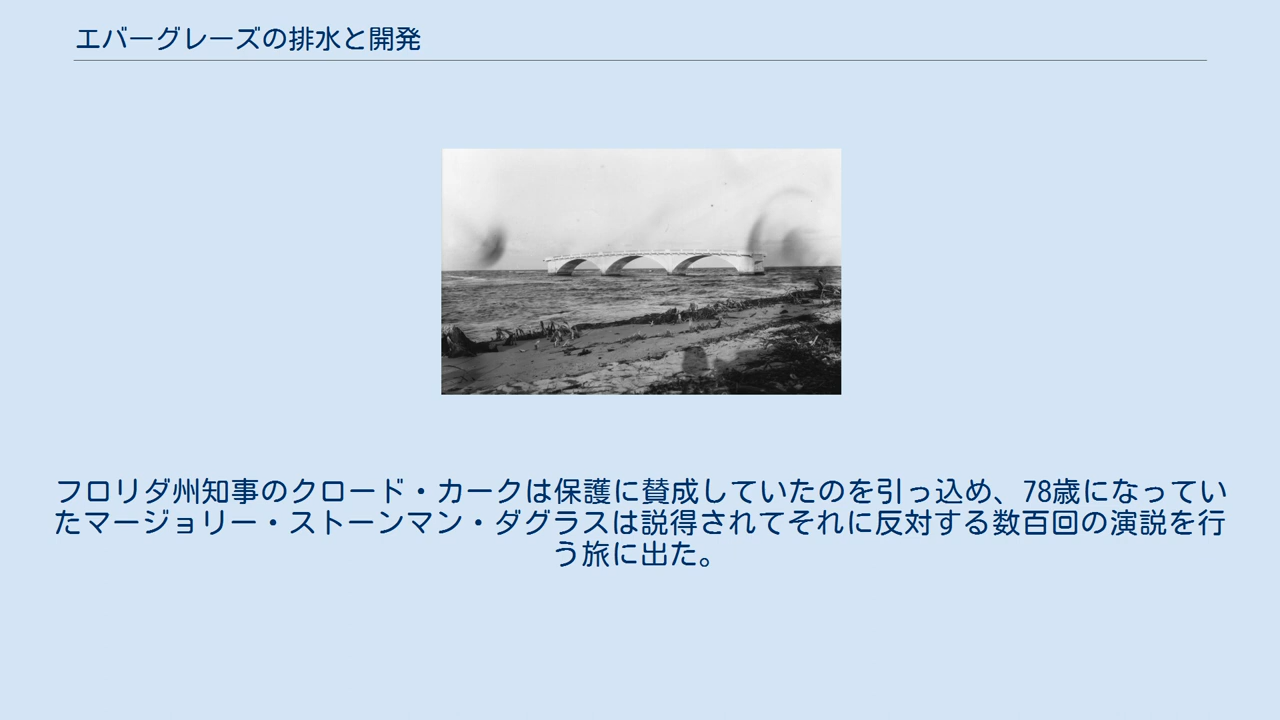 エバーグレーズの排水と開発
フロリダ州知事のクロード・カークは保護に賛成していたのを引っ込め、78歳になってい
たマージョリー・ストーンマン・ダグラスは説得されてそれに反対する数百回の演説を行
う旅に出た。